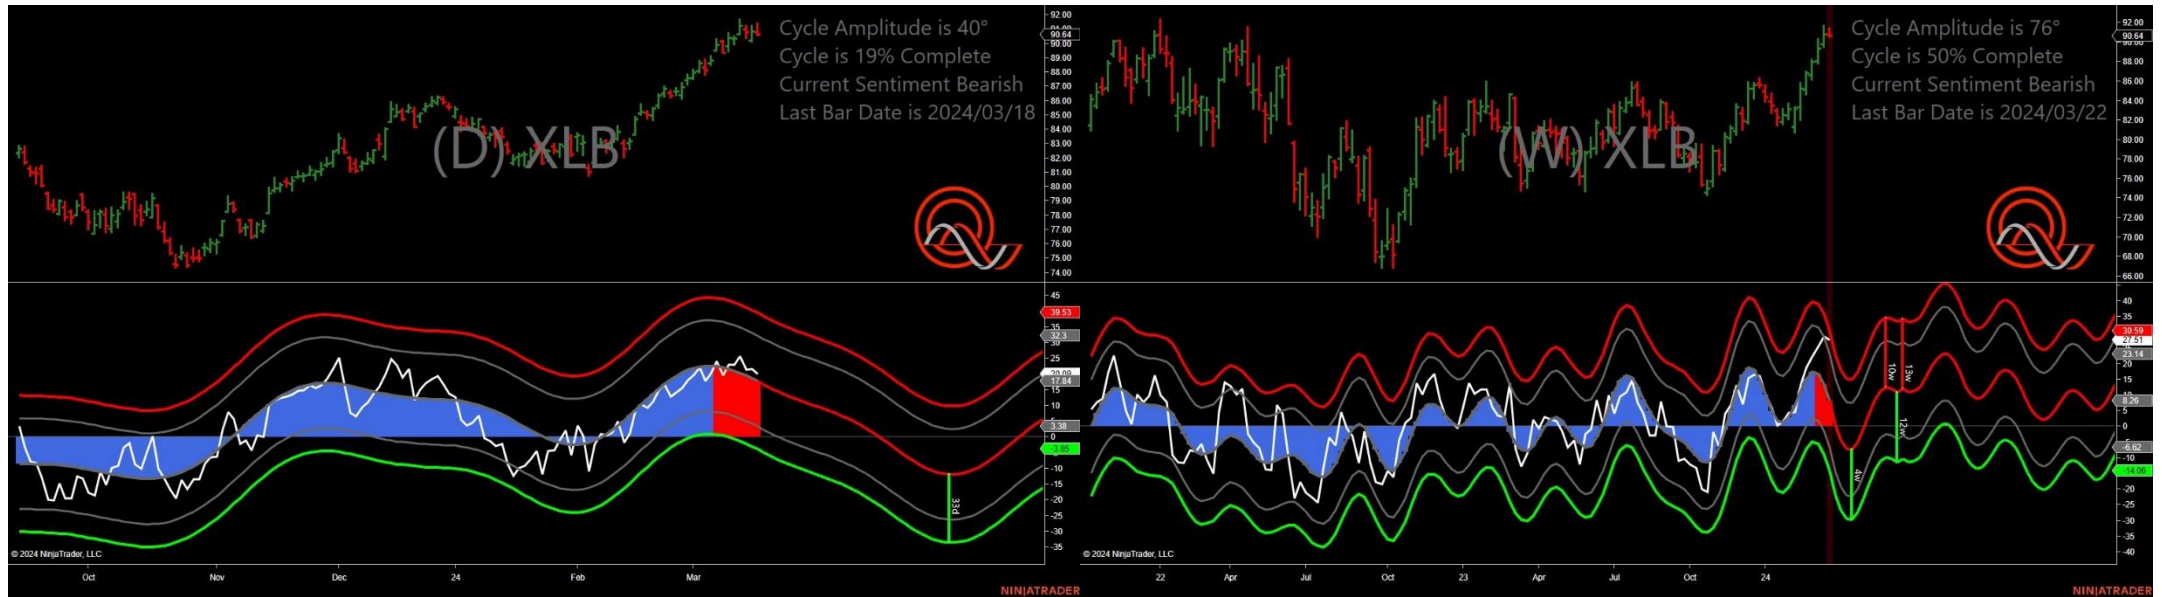 Cycle Amplitude is 40°
Cycle is 19% Complete
Current Sentiment Bearish
Last Bar Date is 2024/03/18
(D) XLB
92.00
90.64
90.00
88.00
87.00
86.00
85.00
84.00
83.00
82.00
81.00
80.00
79.00
78.00
77.00
76.00
75.00
74.00
45
39.53
35
32.3
30
25
17.84
15
10
3.38
0
-3.85
-10
-15
-20
-25
-30
-35
33d
© 2024 NinjaTrader, LLC
Oct
Nov
Dec
24
Feb
Mar
NINJATRADER
Cycle Amplitude is 76°
Cycle is 50% Complete
Current Sentiment Bearish
Last Bar Date is 2024/03/22
(W) XLB
92.00
90.64
88.00
86.00
84.00
82.00
80.00
78.00
76.00
74.00
72.00
70.00
68.00
66.00
40
35
30.59
27.51
23.14
20
15
8.26
5
0
-6.62
-10
-14.06
-20
-25
-30
-35
-40
10w
13w
12w
4w
© 2024 NinjaTrader, LLC
22
Apr
Jul
Oct
23
Apr
Jul
Oct
24
NINJATRADER